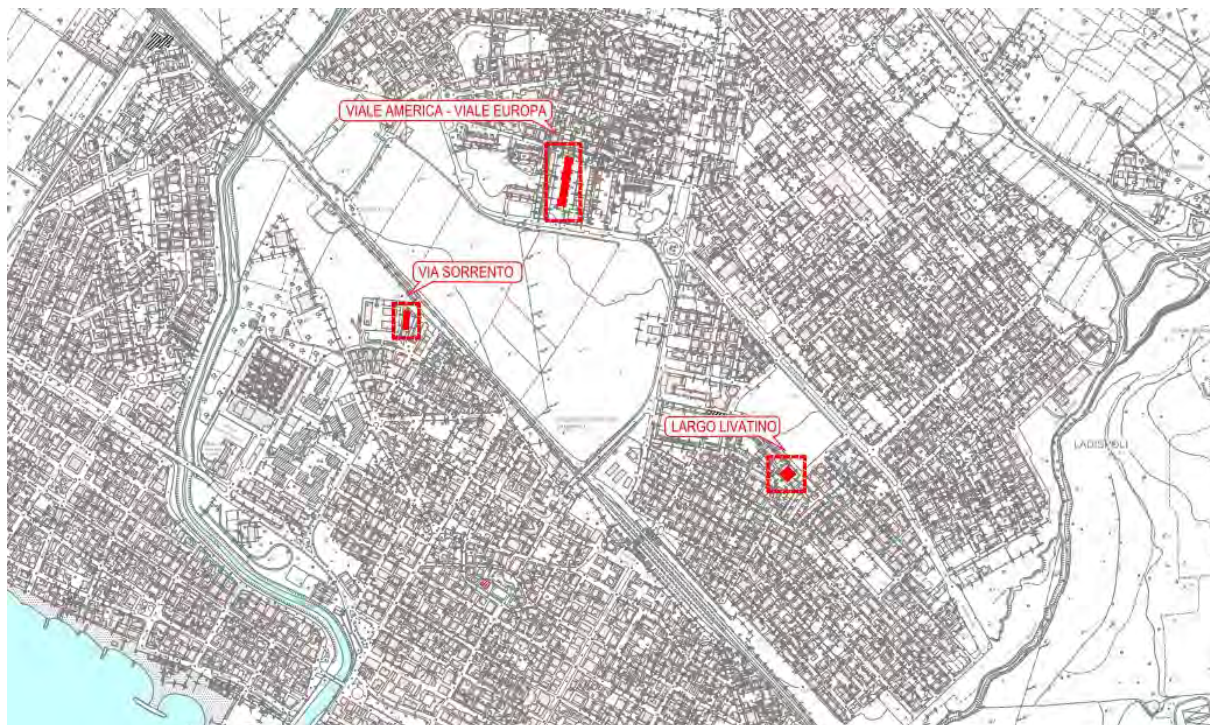 VIALE AMERICA - VIALE EUROPA
VIA SORRENTO
LARGO LIVATINO
LADISPOLI